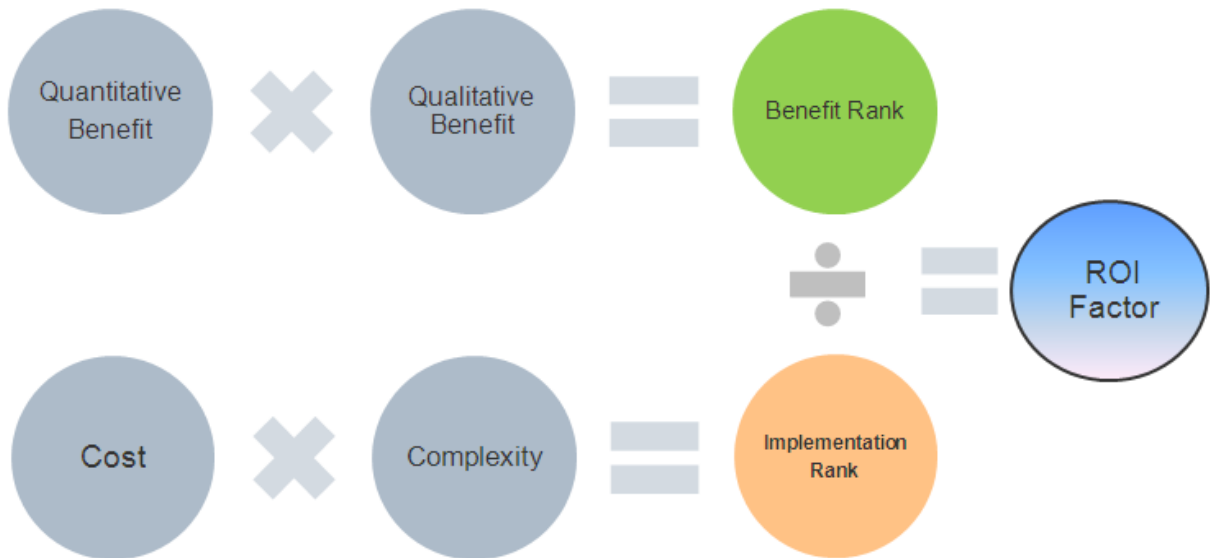 Quantitative
Benefit
Qualitative
Benefit
Benefit Rank
ROI
Factor
Cost
Complexity
Implementation
Rank